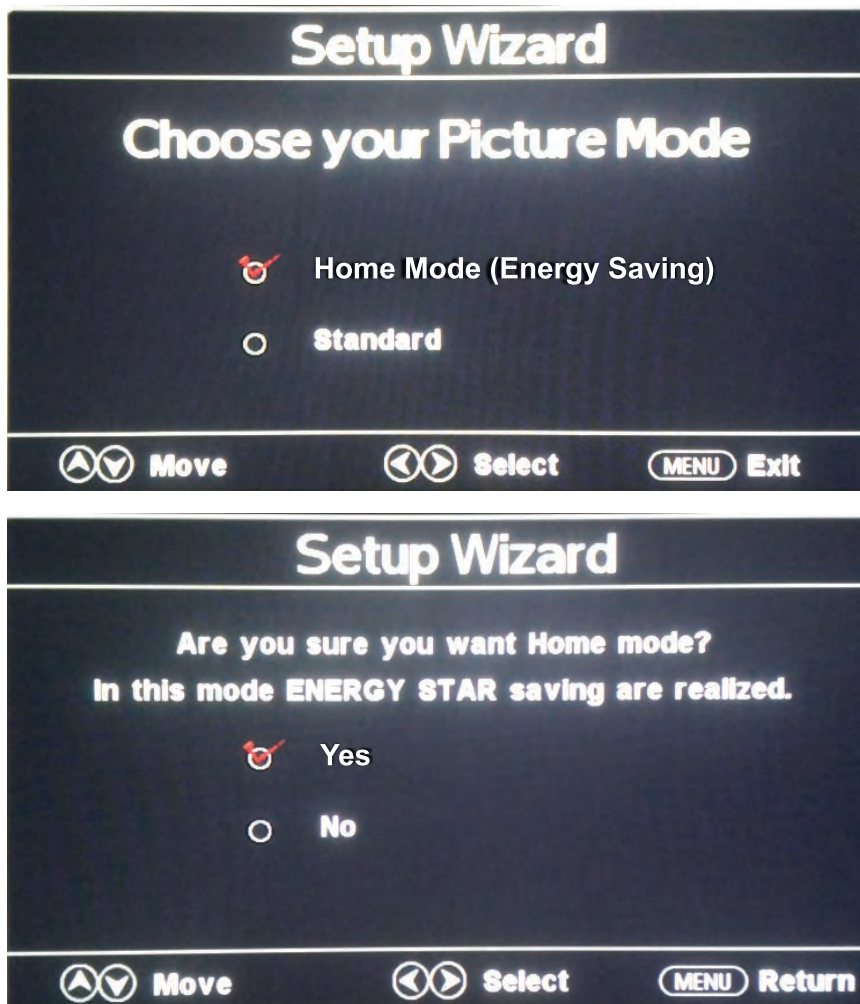 Setup Wizard
Choose your Picture Mode
Home Mode (Energy Saving)
Standard
Move Select MENU Exit
Setup Wizard
Are you sure you want Home mode?
In this mode ENERGY STAR saving are realized.
Yes
No
Move Select MENU Return